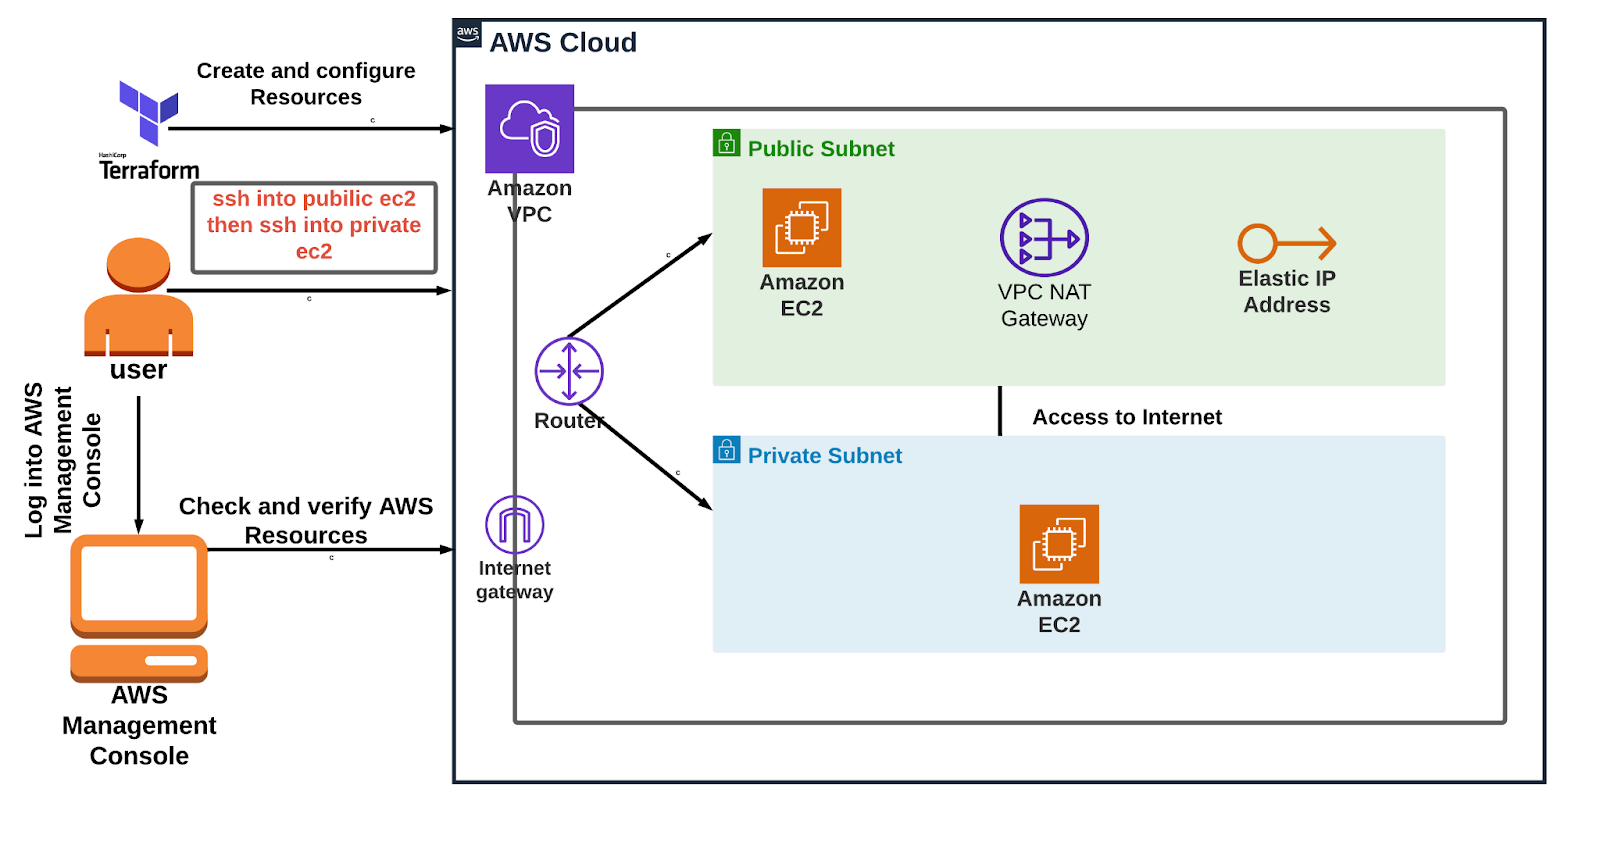 aws
AWS Cloud
Create and configure
Resources
c
HashiCorp
Terraform
Amazon
VPC
Public Subnet
ssh into pubilic ec2
then ssh into private
ec2
c
user
Amazon
EC2
VPC NAT
Gateway
Elastic IP
Address
c
Router
c
Access to Internet
Log into AWS
Management
Console
Private Subnet
Check and verify AWS
Resources
c
Internet
gateway
Amazon
EC2
AWS
Management
Console